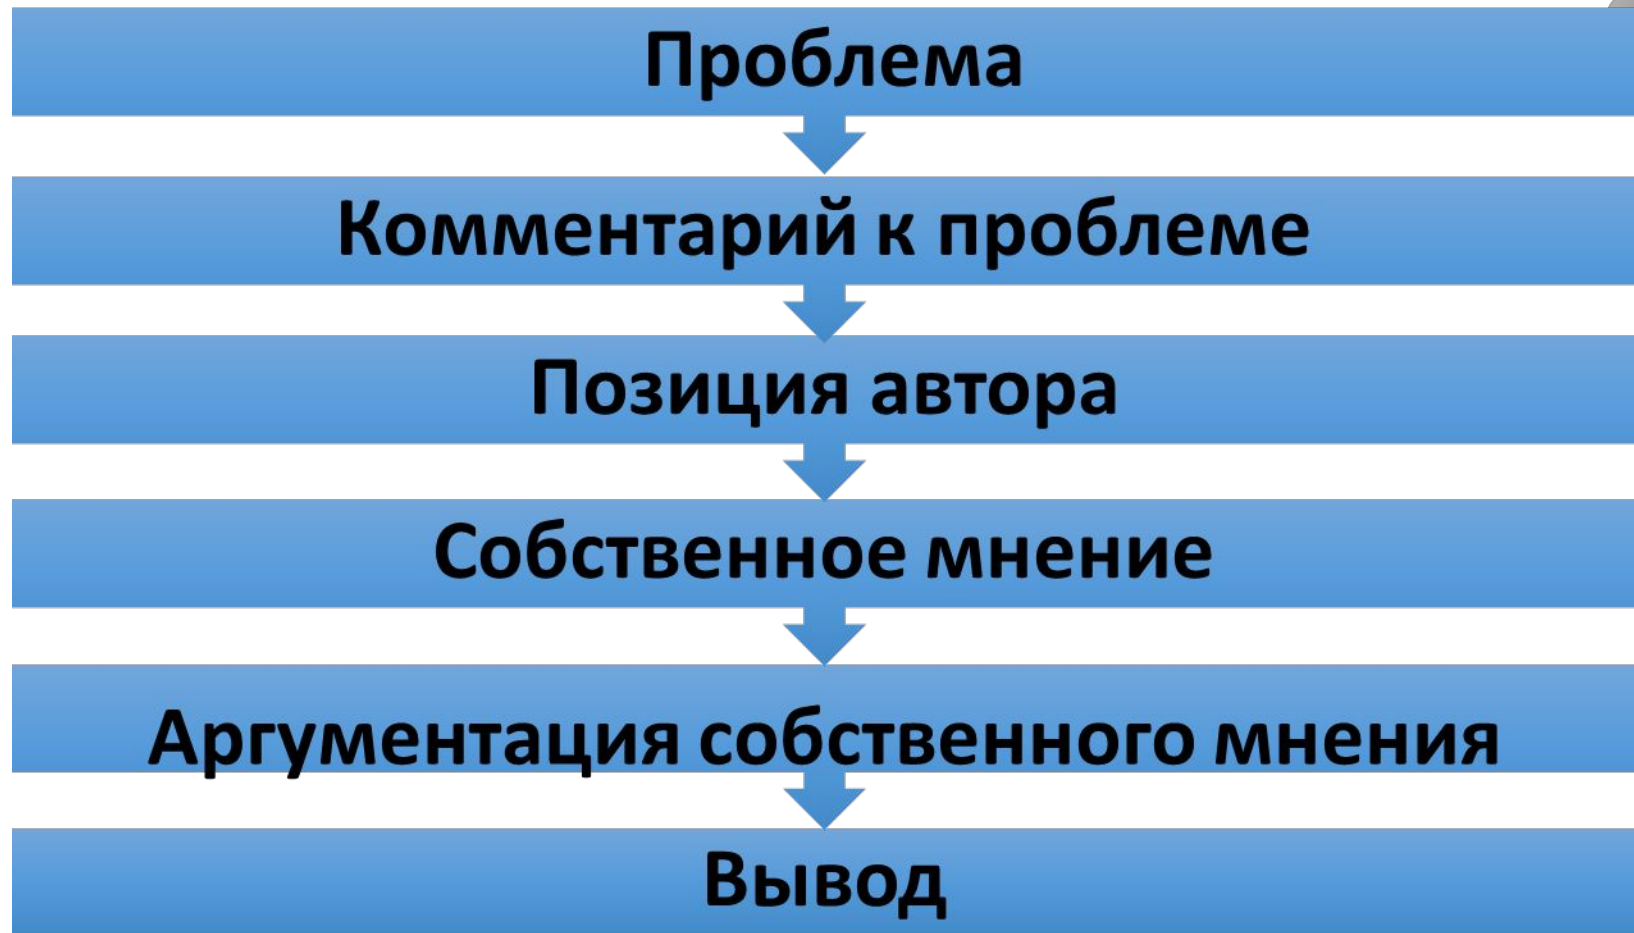 Проблема
Комментарий к проблеме
Позиция автора
Собственное мнение
Аргументация собственного мнения
Вывод